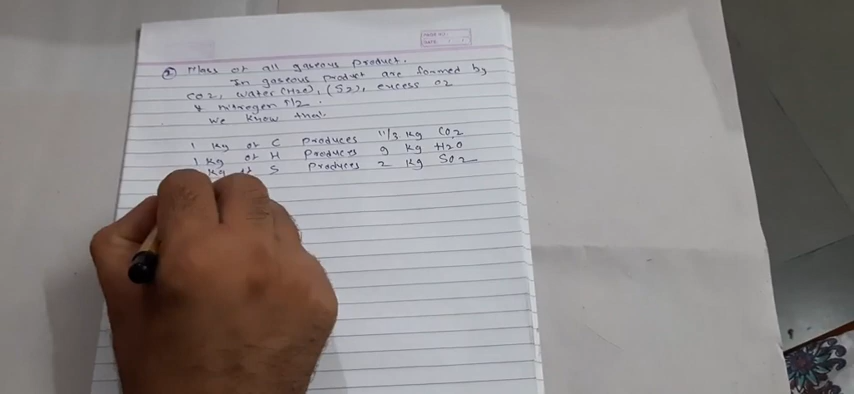 ② Mass of all gaseous product.
In gaseous product are formed by
CO2, water (H2O), (S2), excess O2
& nitrogen N2.
We know that.
1 kg of C produces 11/3 kg CO2
1 kg of H produces 9 kg H2O
kg of S produces 2 kg SO2